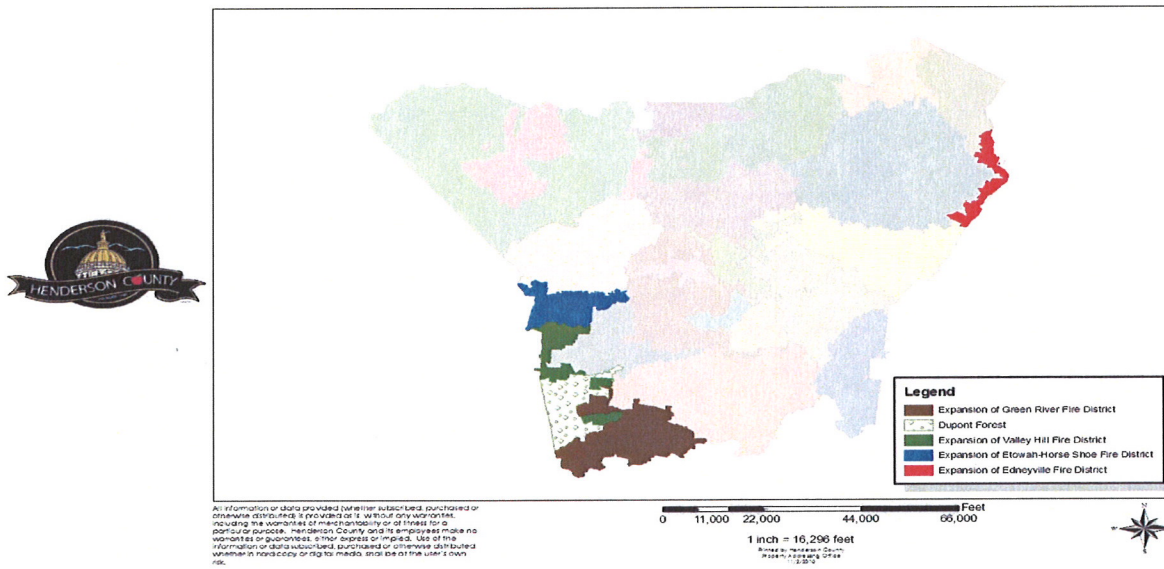 HENDERSON COUNTY
Legend
Expansion of Green River Fire District
Dupont Forest
Expansion of Valley Hill Fire District
Expansion of Etowah-Horse Shoe Fire District
Expansion of Edneyville Fire District
All information or data provided (whether subscribed, purchased or
otherwise distributed) is provided as is without any warranties,
including the warranties of merchantability or of fitness for a
particular purpose. Henderson County and its employees make no
warranties or guarantees, either express or implied. Use of the
information or data subscribed, purchased or otherwise distributed
whether in hard copy or digital media, shall be at the user's own
risk.
Feet
0 11,000 22,000 44,000 66,000
1 inch = 16,296 feet
Printed by Henderson County
Property Addressing Office
N
W